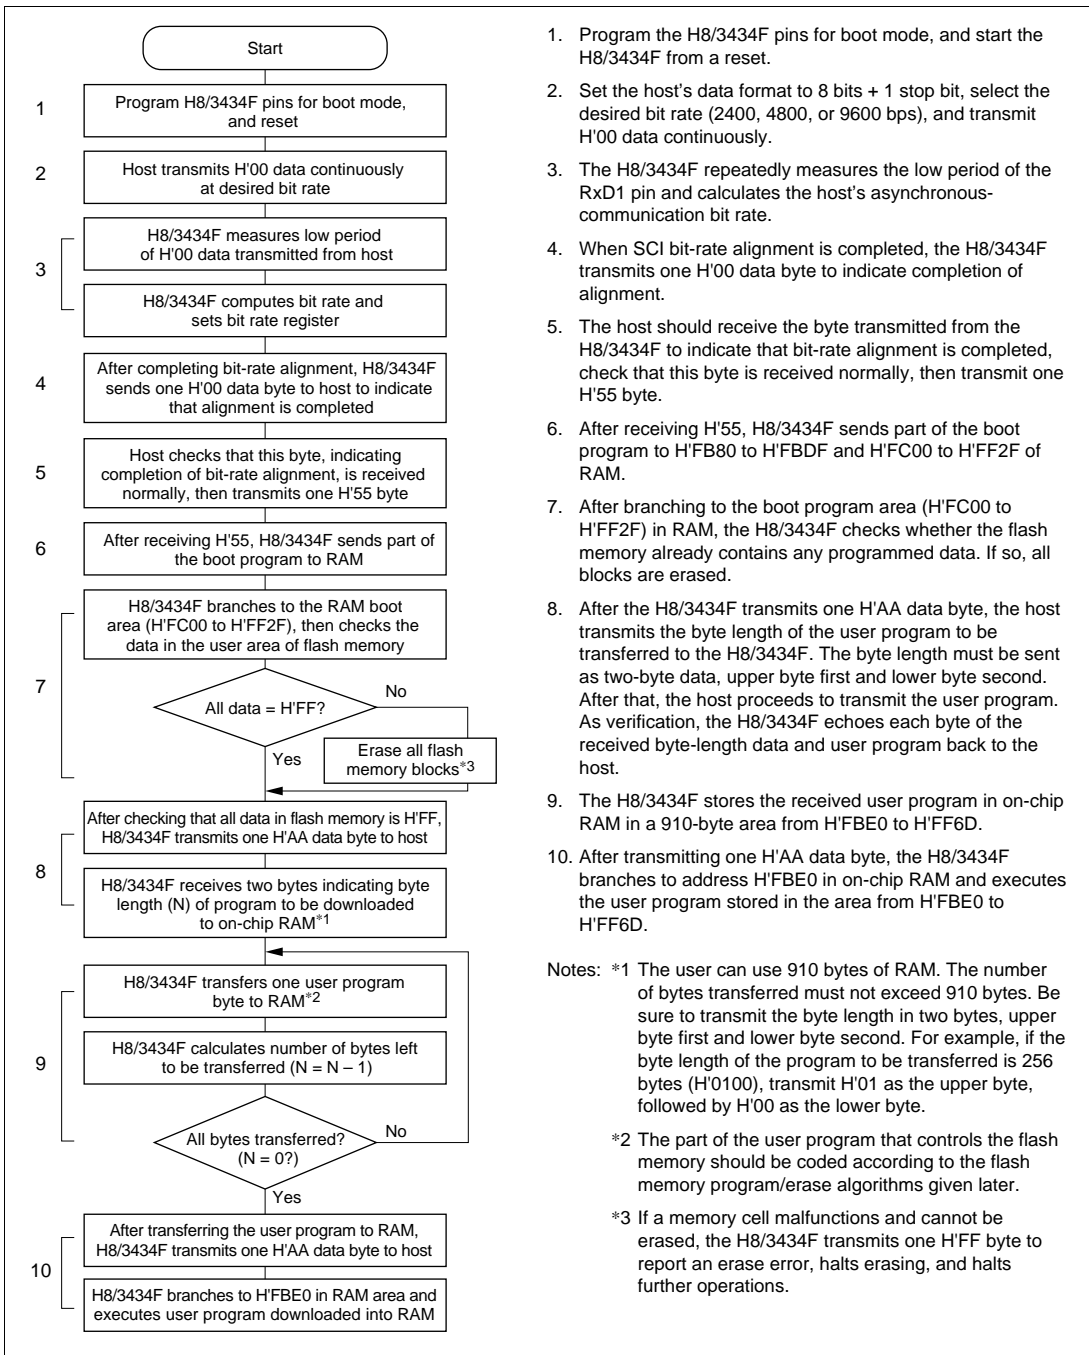 Start
1
Program H8/3434F pins for boot mode,
and reset
2
Host transmits H'00 data continuously
at desired bit rate
3
H8/3434F measures low period
of H'00 data transmitted from host
H8/3434F computes bit rate and
sets bit rate register
4
After completing bit-rate alignment, H8/3434F
sends one H'00 data byte to host to indicate
that alignment is completed
5
Host checks that this byte, indicating
completion of bit-rate alignment, is received
normally, then transmits one H'55 byte
6
After receiving H'55, H8/3434F sends part of
the boot program to RAM
7
H8/3434F branches to the RAM boot
area (H'FC00 to H'FF2F), then checks the
data in the user area of flash memory
All data = H'FF?
No
Yes
Erase all flash
memory blocks*3
8
After checking that all data in flash memory is H'FF,
H8/3434F transmits one H'AA data byte to host
H8/3434F receives two bytes indicating byte
length (N) of program to be downloaded
to on-chip RAM*1
9
H8/3434F transfers one user program
byte to RAM*2
H8/3434F calculates number of bytes left
to be transferred (N = N – 1)
All bytes transferred?
(N = 0?)
No
Yes
10
After transferring the user program to RAM,
H8/3434F transmits one H'AA data byte to host
H8/3434F branches to H'FBE0 in RAM area and
executes user program downloaded into RAM
1. Program the H8/3434F pins for boot mode, and start the
H8/3434F from a reset.
2. Set the host's data format to 8 bits + 1 stop bit, select the
desired bit rate (2400, 4800, or 9600 bps), and transmit
H'00 data continuously.
3. The H8/3434F repeatedly measures the low period of the
RxD1 pin and calculates the host's asynchronous-
communication bit rate.
4. When SCI bit-rate alignment is completed, the H8/3434F
transmits one H'00 data byte to indicate completion of
alignment.
5. The host should receive the byte transmitted from the
H8/3434F to indicate that bit-rate alignment is completed,
check that this byte is received normally, then transmit one
H'55 byte.
6. After receiving H'55, H8/3434F sends part of the boot
program to H'FB80 to H'FBDF and H'FC00 to H'FF2F of
RAM.
7. After branching to the boot program area (H'FC00 to
H'FF2F) in RAM, the H8/3434F checks whether the flash
memory already contains any programmed data. If so, all
blocks are erased.
8. After the H8/3434F transmits one H'AA data byte, the host
transmits the byte length of the user program to be
transferred to the H8/3434F. The byte length must be sent
as two-byte data, upper byte first and lower byte second.
After that, the host proceeds to transmit the user program.
As verification, the H8/3434F echoes each byte of the
received byte-length data and user program back to the
host.
9. The H8/3434F stores the received user program in on-chip
RAM in a 910-byte area from H'FBE0 to H'FF6D.
10. After transmitting one H'AA data byte, the H8/3434F
branches to address H'FBE0 in on-chip RAM and executes
the user program stored in the area from H'FBE0 to
H'FF6D.
Notes: *1 The user can use 910 bytes of RAM. The number
of bytes transferred must not exceed 910 bytes. Be
sure to transmit the byte length in two bytes, upper
byte first and lower byte second. For example, if the
byte length of the program to be transferred is 256
bytes (H'0100), transmit H'01 as the upper byte,
followed by H'00 as the lower byte.
*2 The part of the user program that controls the flash
memory should be coded according to the flash
memory program/erase algorithms given later.
*3 If a memory cell malfunctions and cannot be
erased, the H8/3434F transmits one H'FF byte to
report an erase error, halts erasing, and halts
further operations.